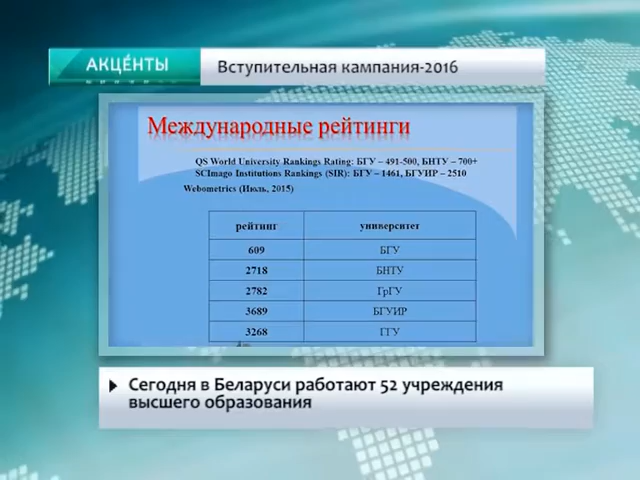 АКЦЕ́НТЫ
Вступительная кампания-2016
Международные рейтинги
QS World University Rankings Rating: БГУ – 491-500, БНТУ – 700+
SCImago Institutions Rankings (SIR): БГУ – 1461, БГУИР – 2510
Webometrics (Июль, 2015)
рейтинг университет
609 БГУ
2718 БНТУ
2782 ГрГУ
3689 БГУИР
3268 ГГУ
Сегодня в Беларуси работают 52 учреждения
высшего образования